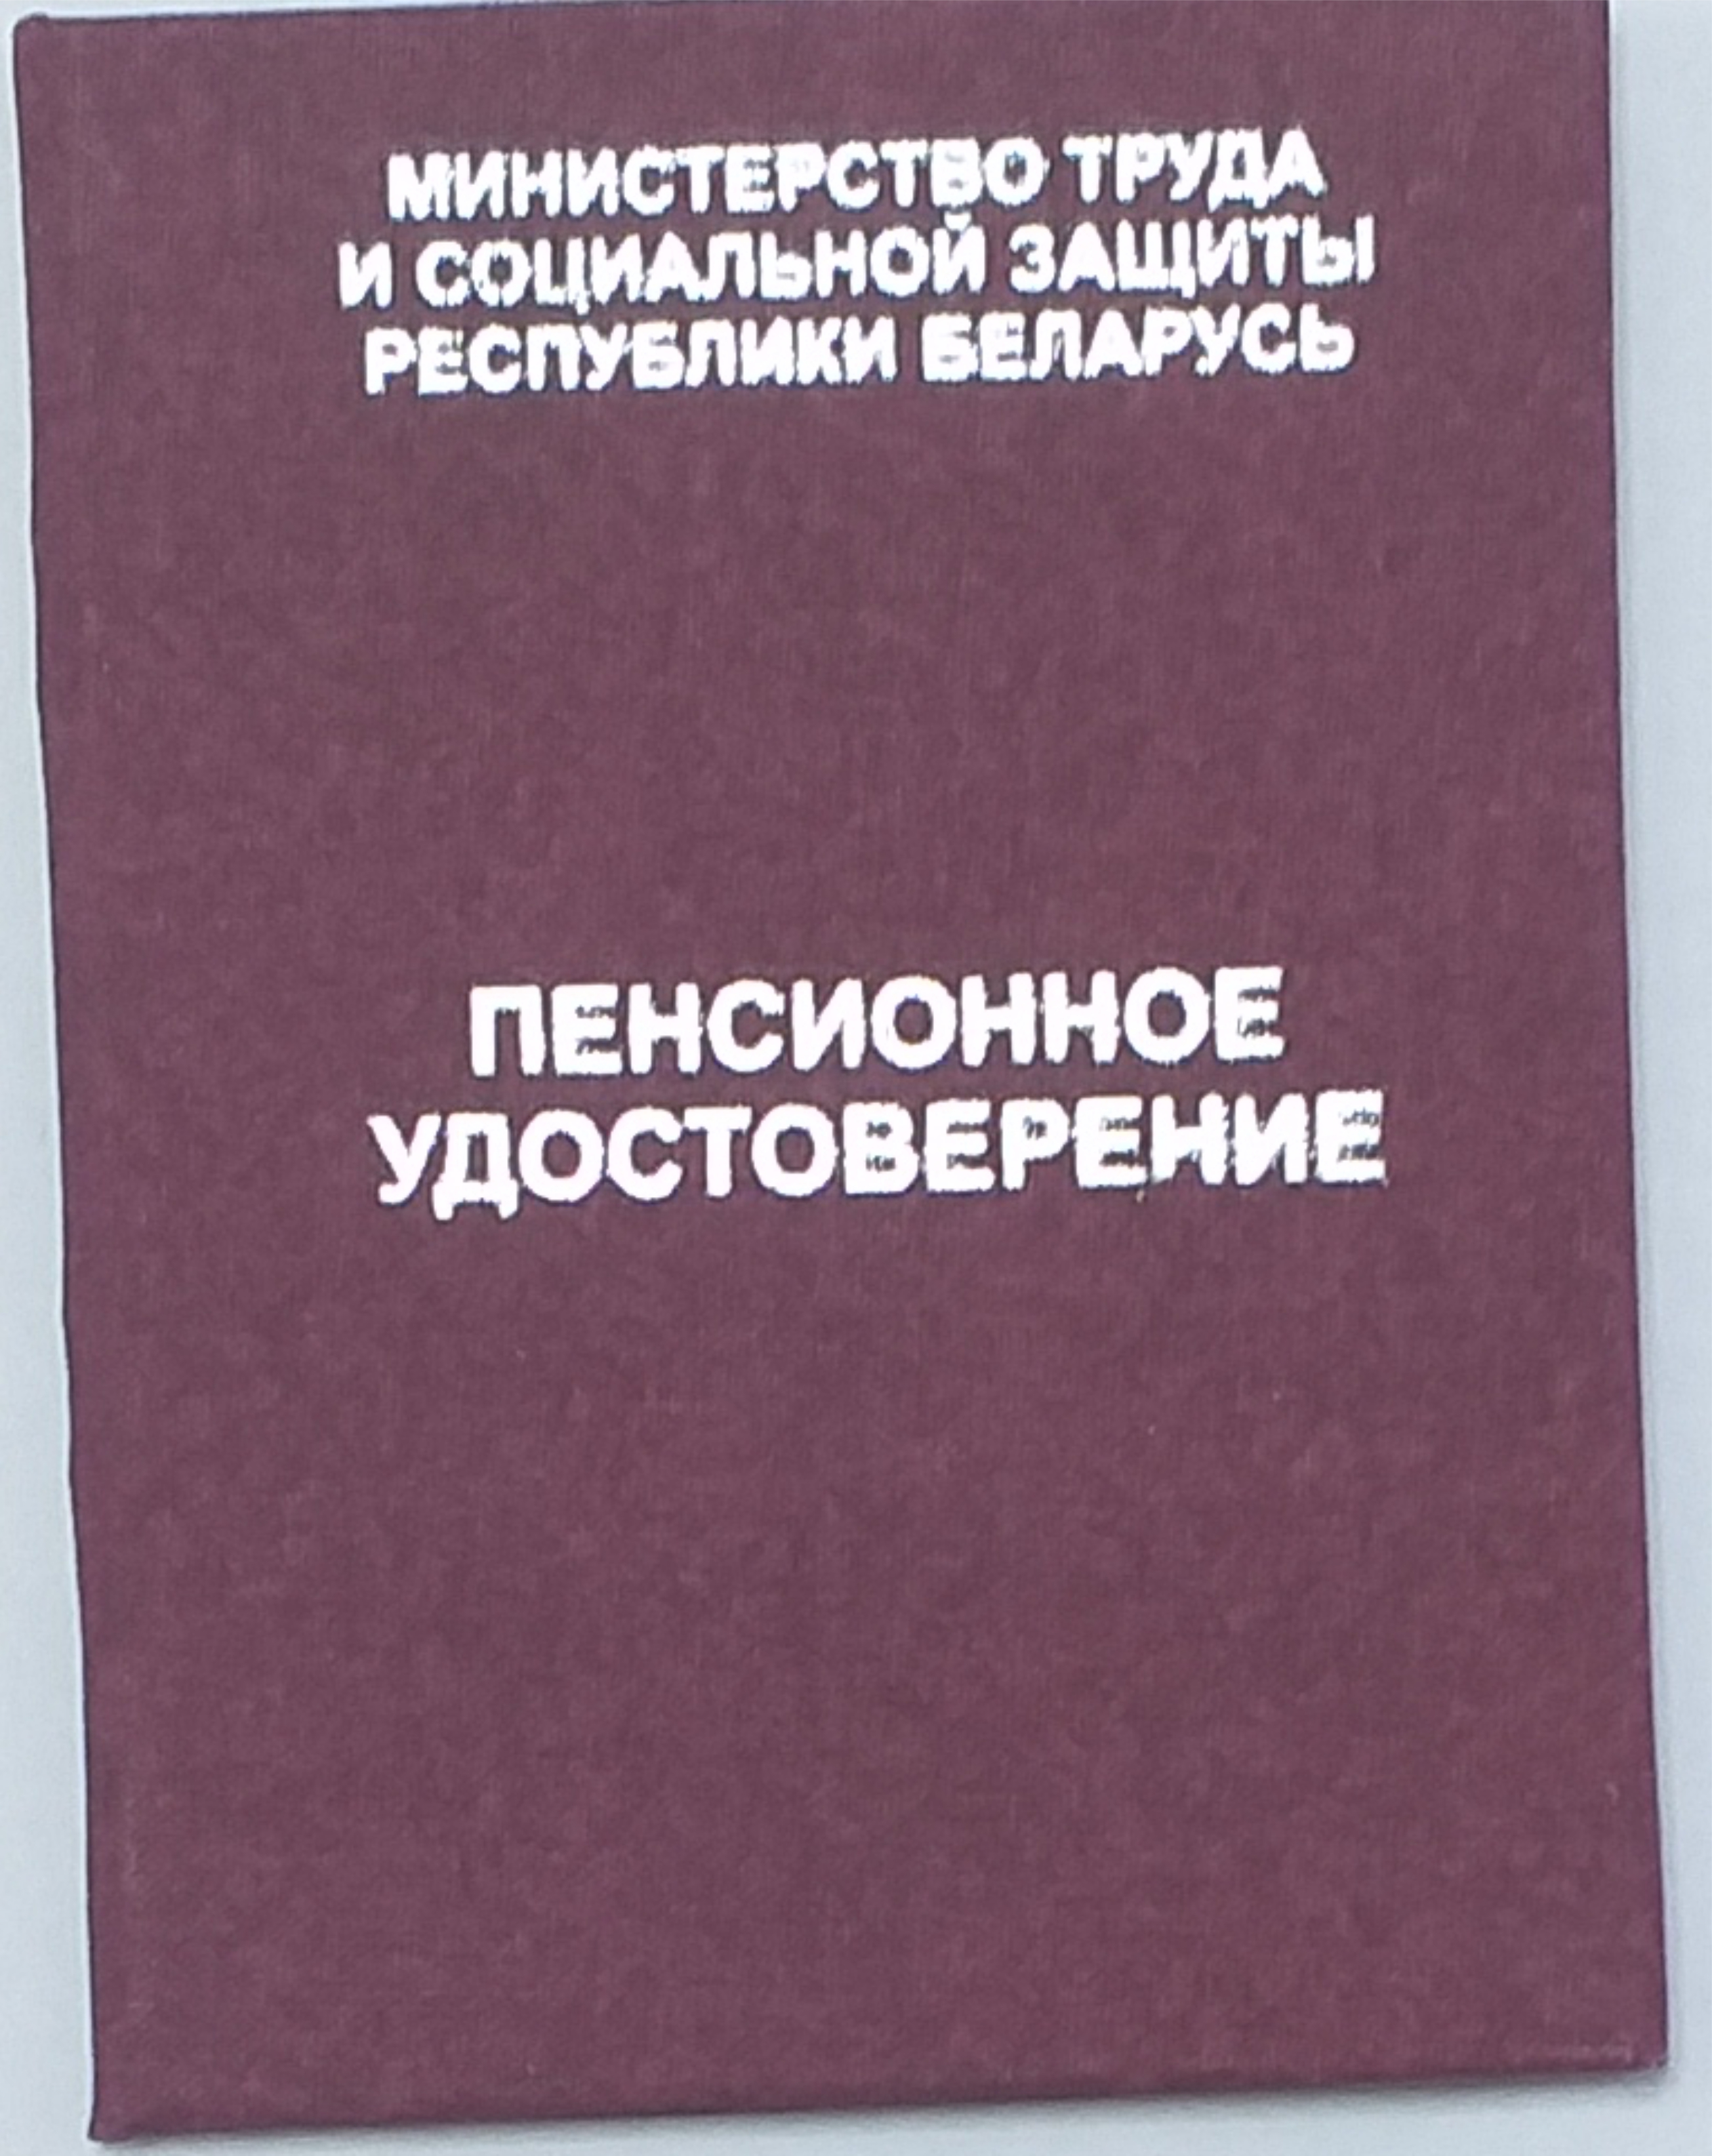 МИНИСТЕРСТВО ТРУДА
И СОЦИАЛЬНОЙ ЗАЩИТЫ
РЕСПУБЛИКИ БЕЛАРУСЬ
ПЕНСИОННОЕ
УДОСТОВЕРЕНИЕ